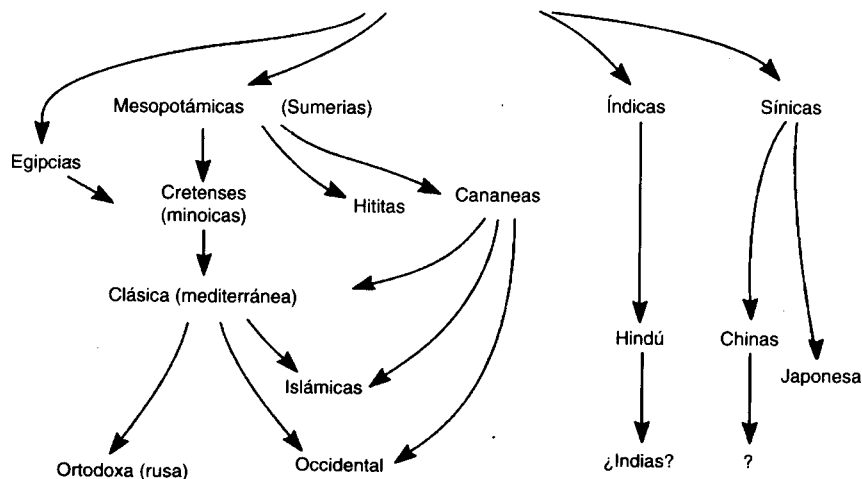 Mesopotámicas (Sumerias)
Índicas
Sínicas
Egipcias
Cretenses
(minoicas)
Hititas
Cananeas
Clásica (mediterránea)
Hindú
Chinas
Islámicas
Japonesa
Ortodoxa (rusa)
Occidental
¿Indias?
?